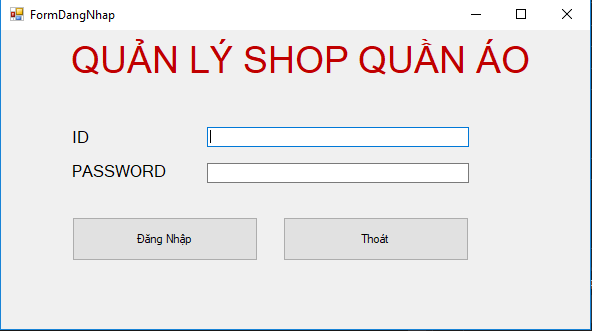 FormDangNhap
QUẢN LÝ SHOP QUẦN ÁO
ID
PASSWORD
Đăng Nhập Thoát